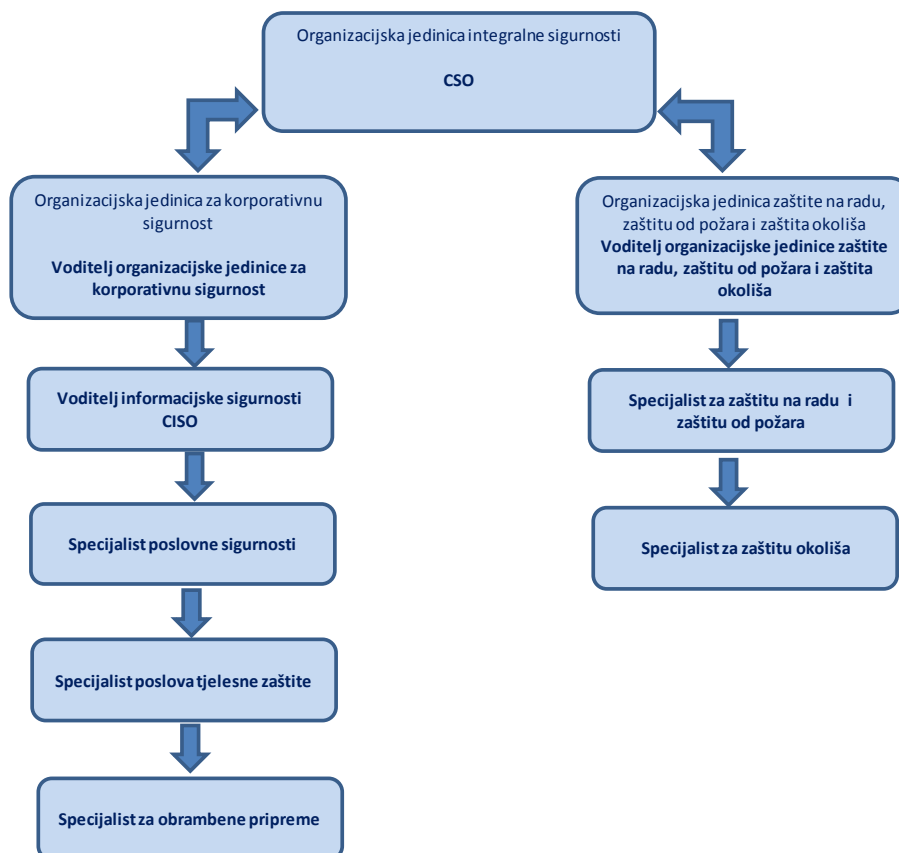 Organizacijska jedinica integralne sigurnosti
CSO
Organizacijska jedinica za korporativnu
sigurnost
Voditelj organizacijske jedinice za
korporativnu sigurnost
Voditelj informacijske sigurnosti
CISO
Specijalist poslovne sigurnosti
Specijalist poslova tjelesne zaštite
Specijalist za obrambene pripreme
Organizacijska jedinica zaštite na radu,
zaštitu od požara i zaštita okoliša
Voditelj organizacijske jedinice zaštite
na radu, zaštitu od požara i zaštita
okoliša
Specijalist za zaštitu na radu i
zaštitu od požara
Specijalist za zaštitu okoliša